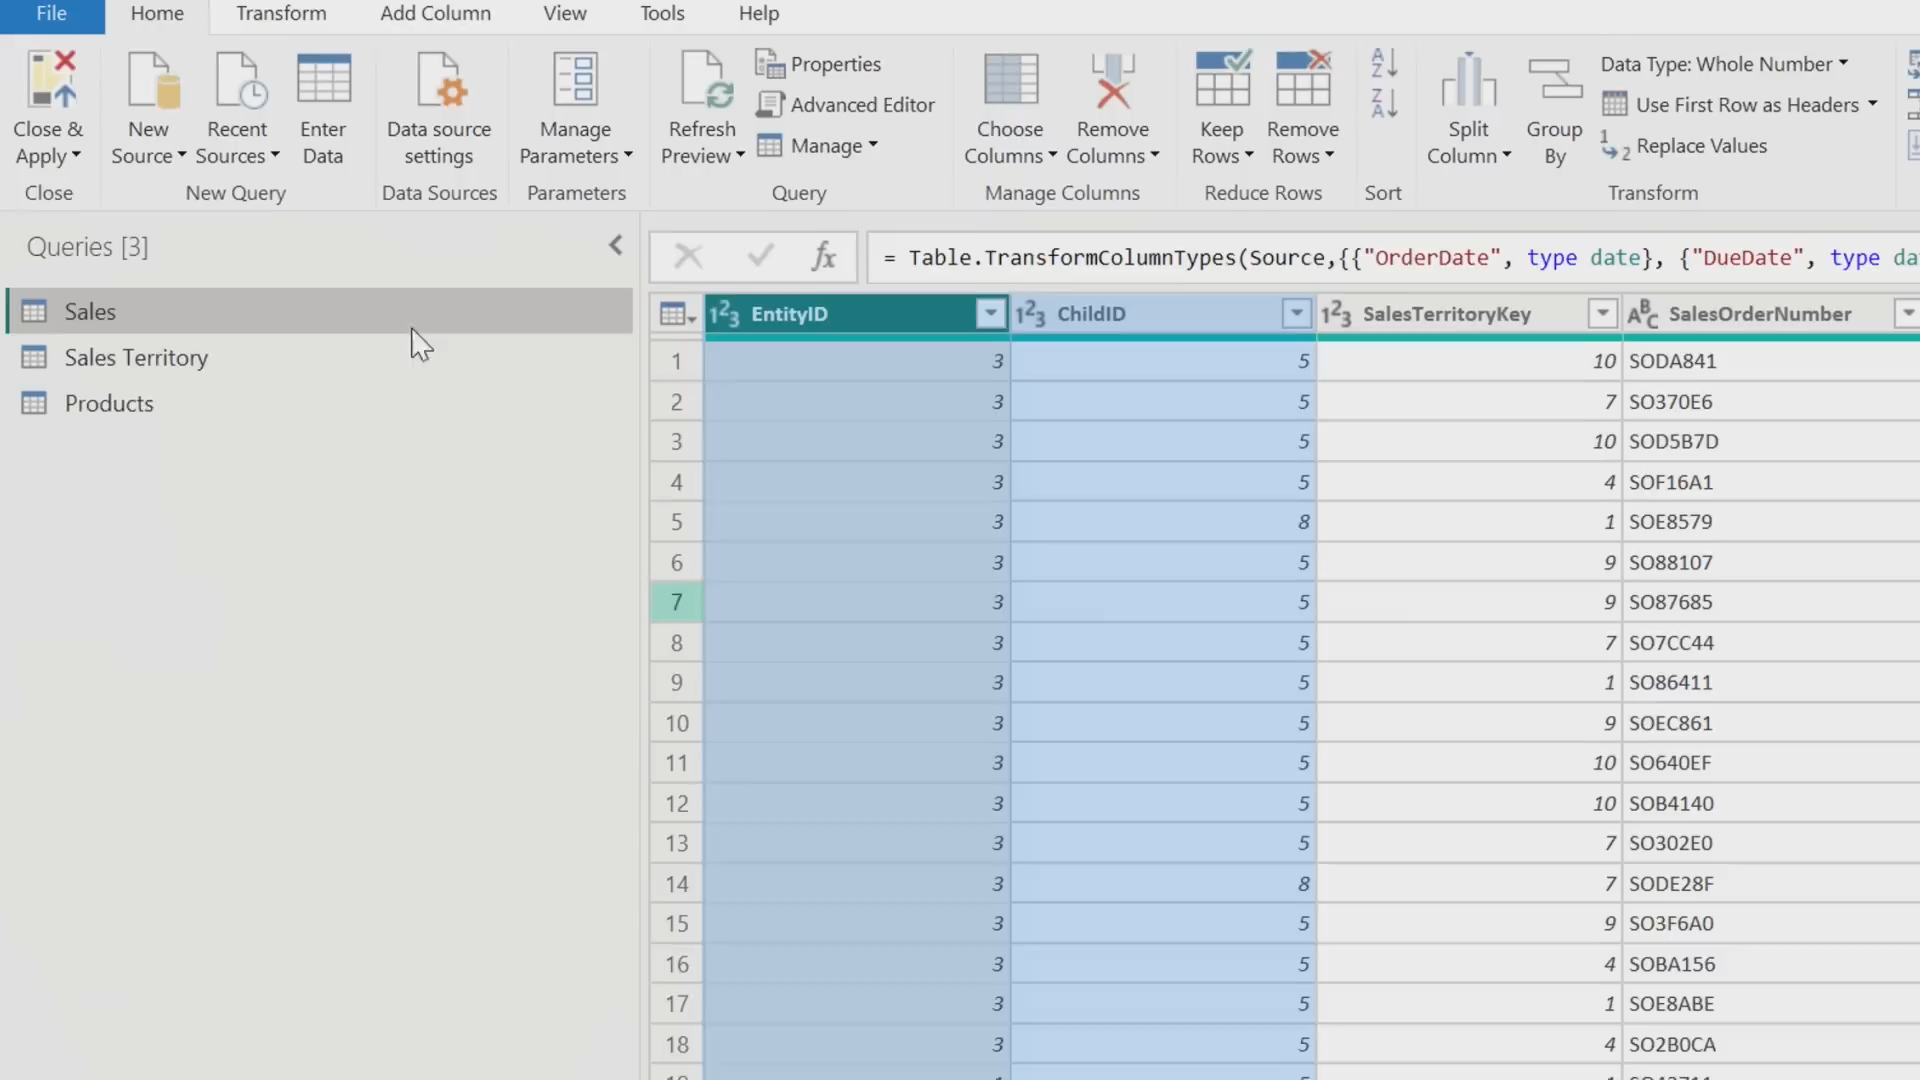 File Home Transform Add Column View Tools Help
Close & Apply
New Source
Recent Sources
Enter Data
Data source settings
Manage Parameters
Refresh Preview
Properties
Advanced Editor
Manage
Choose Columns
Remove Columns
Keep Rows
Remove Rows
A Z
Z A
Split Column
Group By
Data Type: Whole Number
Use First Row as Headers
1 2 Replace Values
Close New Query Data Sources Parameters Query Manage Columns Reduce Rows Sort Transform
Queries [3]
Sales
Sales Territory
Products
fx = Table.TransformColumnTypes(Source,{{"OrderDate", type date}, {"DueDate", type da
123 EntityID 123 ChildID 123 SalesTerritoryKey ABC SalesOrderNumber
1 3 5 10 SODA841
2 3 5 7 SO370E6
3 3 5 10 SOD5B7D
4 3 5 4 SOF16A1
5 3 8 1 SOE8579
6 3 5 9 SO88107
7 3 5 9 SO87685
8 3 5 7 SO7CC44
9 3 5 1 SO86411
10 3 5 9 SOEC861
11 3 5 10 SO640EF
12 3 5 10 SOB4140
13 3 5 7 SO302E0
14 3 8 7 SODE28F
15 3 5 9 SO3F6A0
16 3 5 4 SOBA156
17 3 5 1 SOE8ABE
18 3 5 4 SO2B0CA